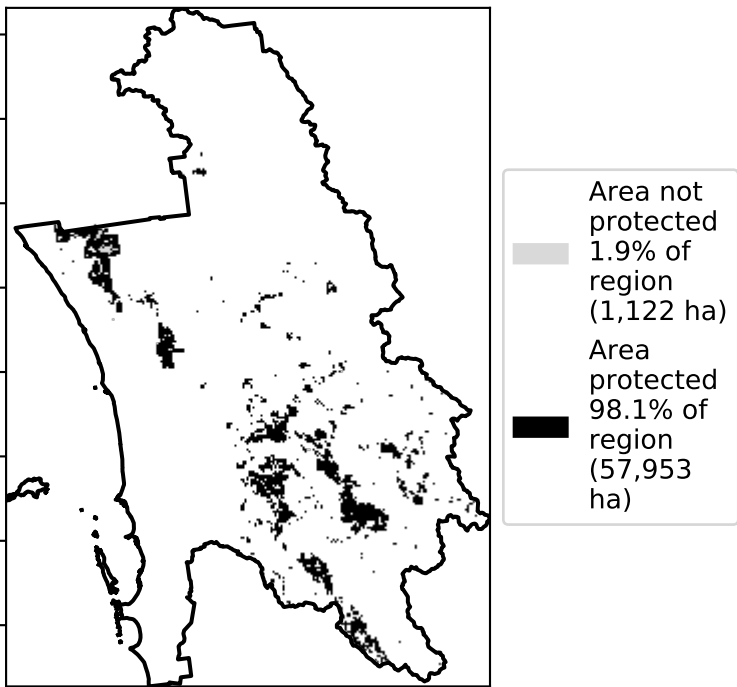 Area not
protected
1.9% of
region
(1,122 ha)
Area
protected
98.1% of
region
(57,953
ha)